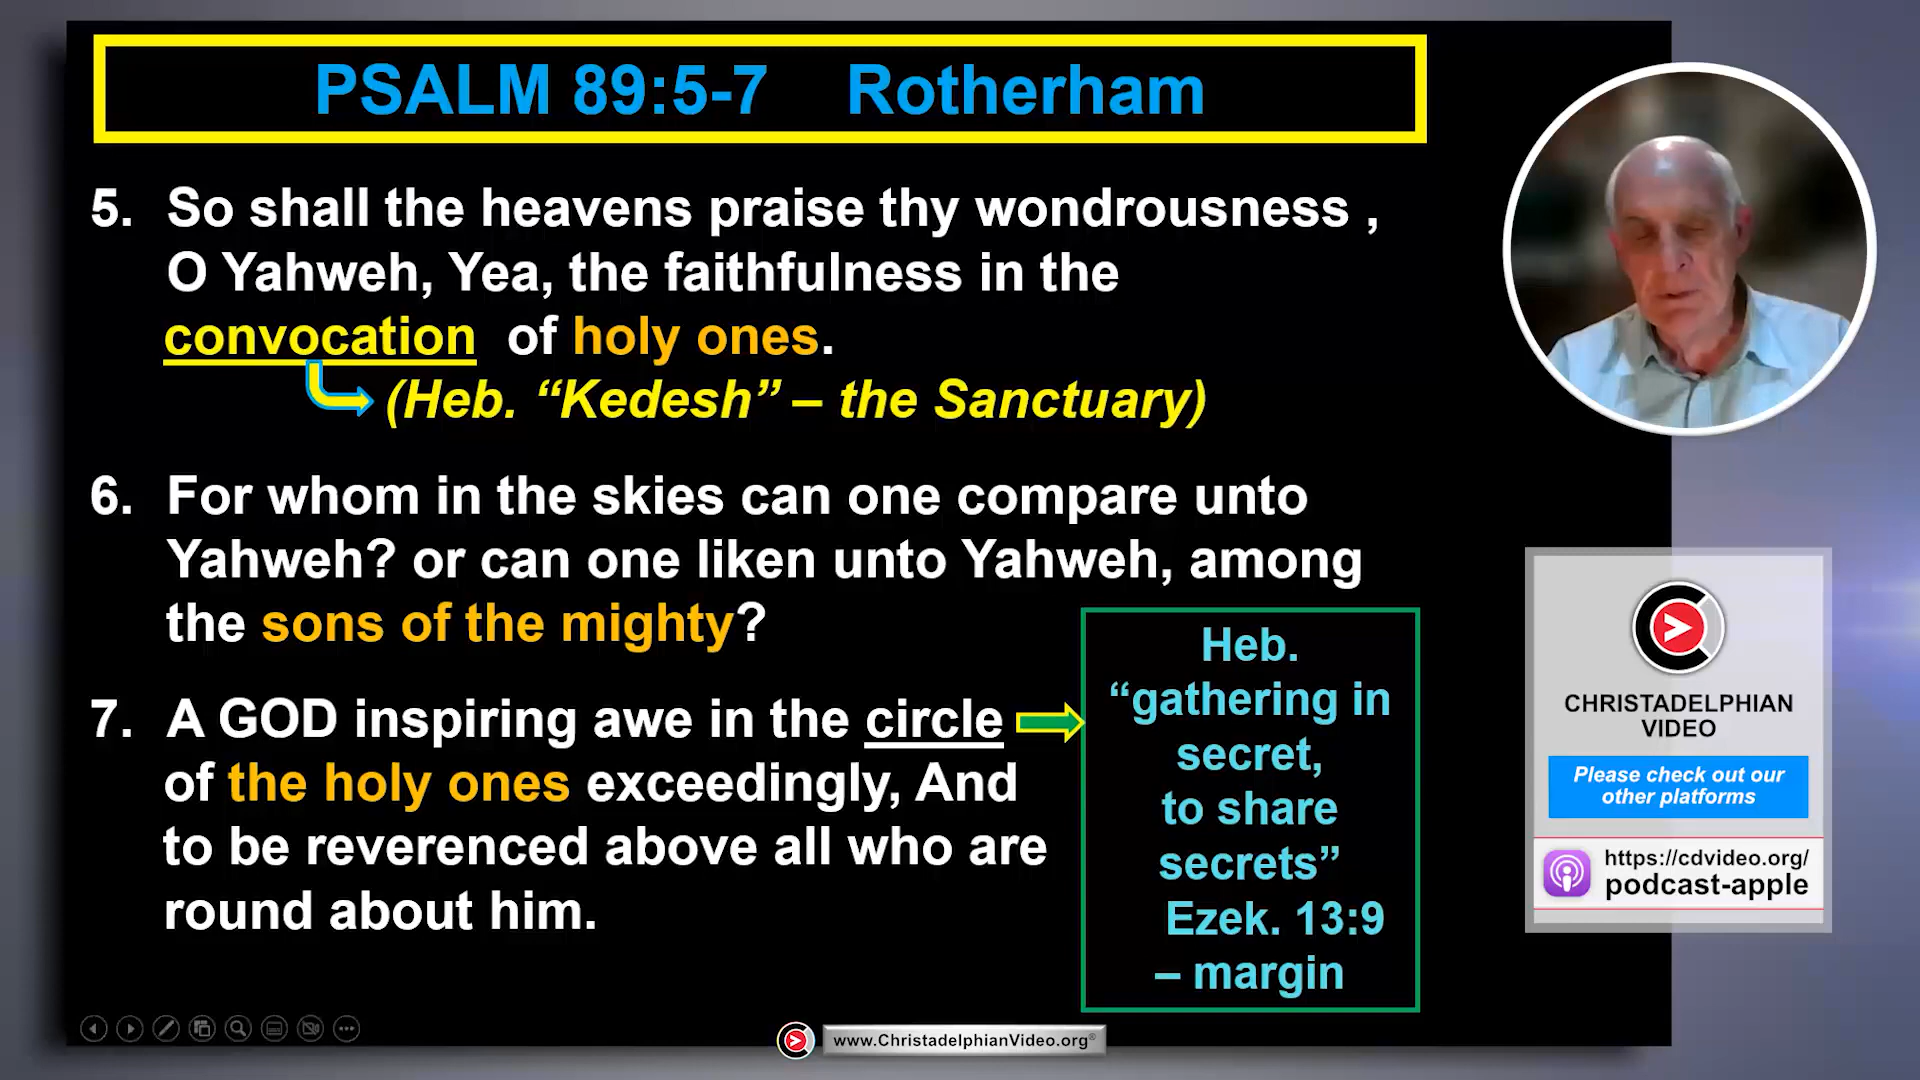 PSALM 89:5-7 Rotherham
5. So shall the heavens praise thy wondrousness ,
O Yahweh, Yea, the faithfulness in the
convocation of holy ones.
(Heb. “Kedesh” – the Sanctuary)
6. For whom in the skies can one compare unto
Yahweh? or can one liken unto Yahweh, among
the sons of the mighty?
7. A GOD inspiring awe in the circle
of the holy ones exceedingly, And
to be reverenced above all who are
round about him.
Heb.
“gathering in
secret,
to share
secrets”
Ezek. 13:9
– margin
CHRISTADELPHIAN
VIDEO
Please check out our
other platforms
https://cdvideo.org/
podcast-apple
www.ChristadelphianVideo.org®